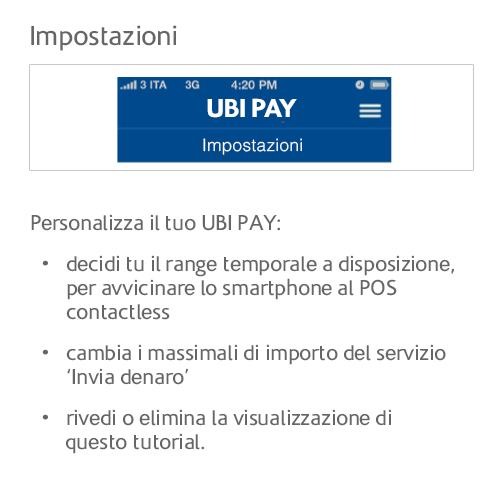 Impostazioni
3 ITA 3G 4:20 PM
UBI PAY
Impostazioni
Personalizza il tuo UBI PAY:
• decidi tu il range temporale a disposizione,
per avvicinare lo smartphone al POS
contactless
• cambia i massimali di importo del servizio
‘Invia denaro’
• rivedi o elimina la visualizzazione di
questo tutorial.